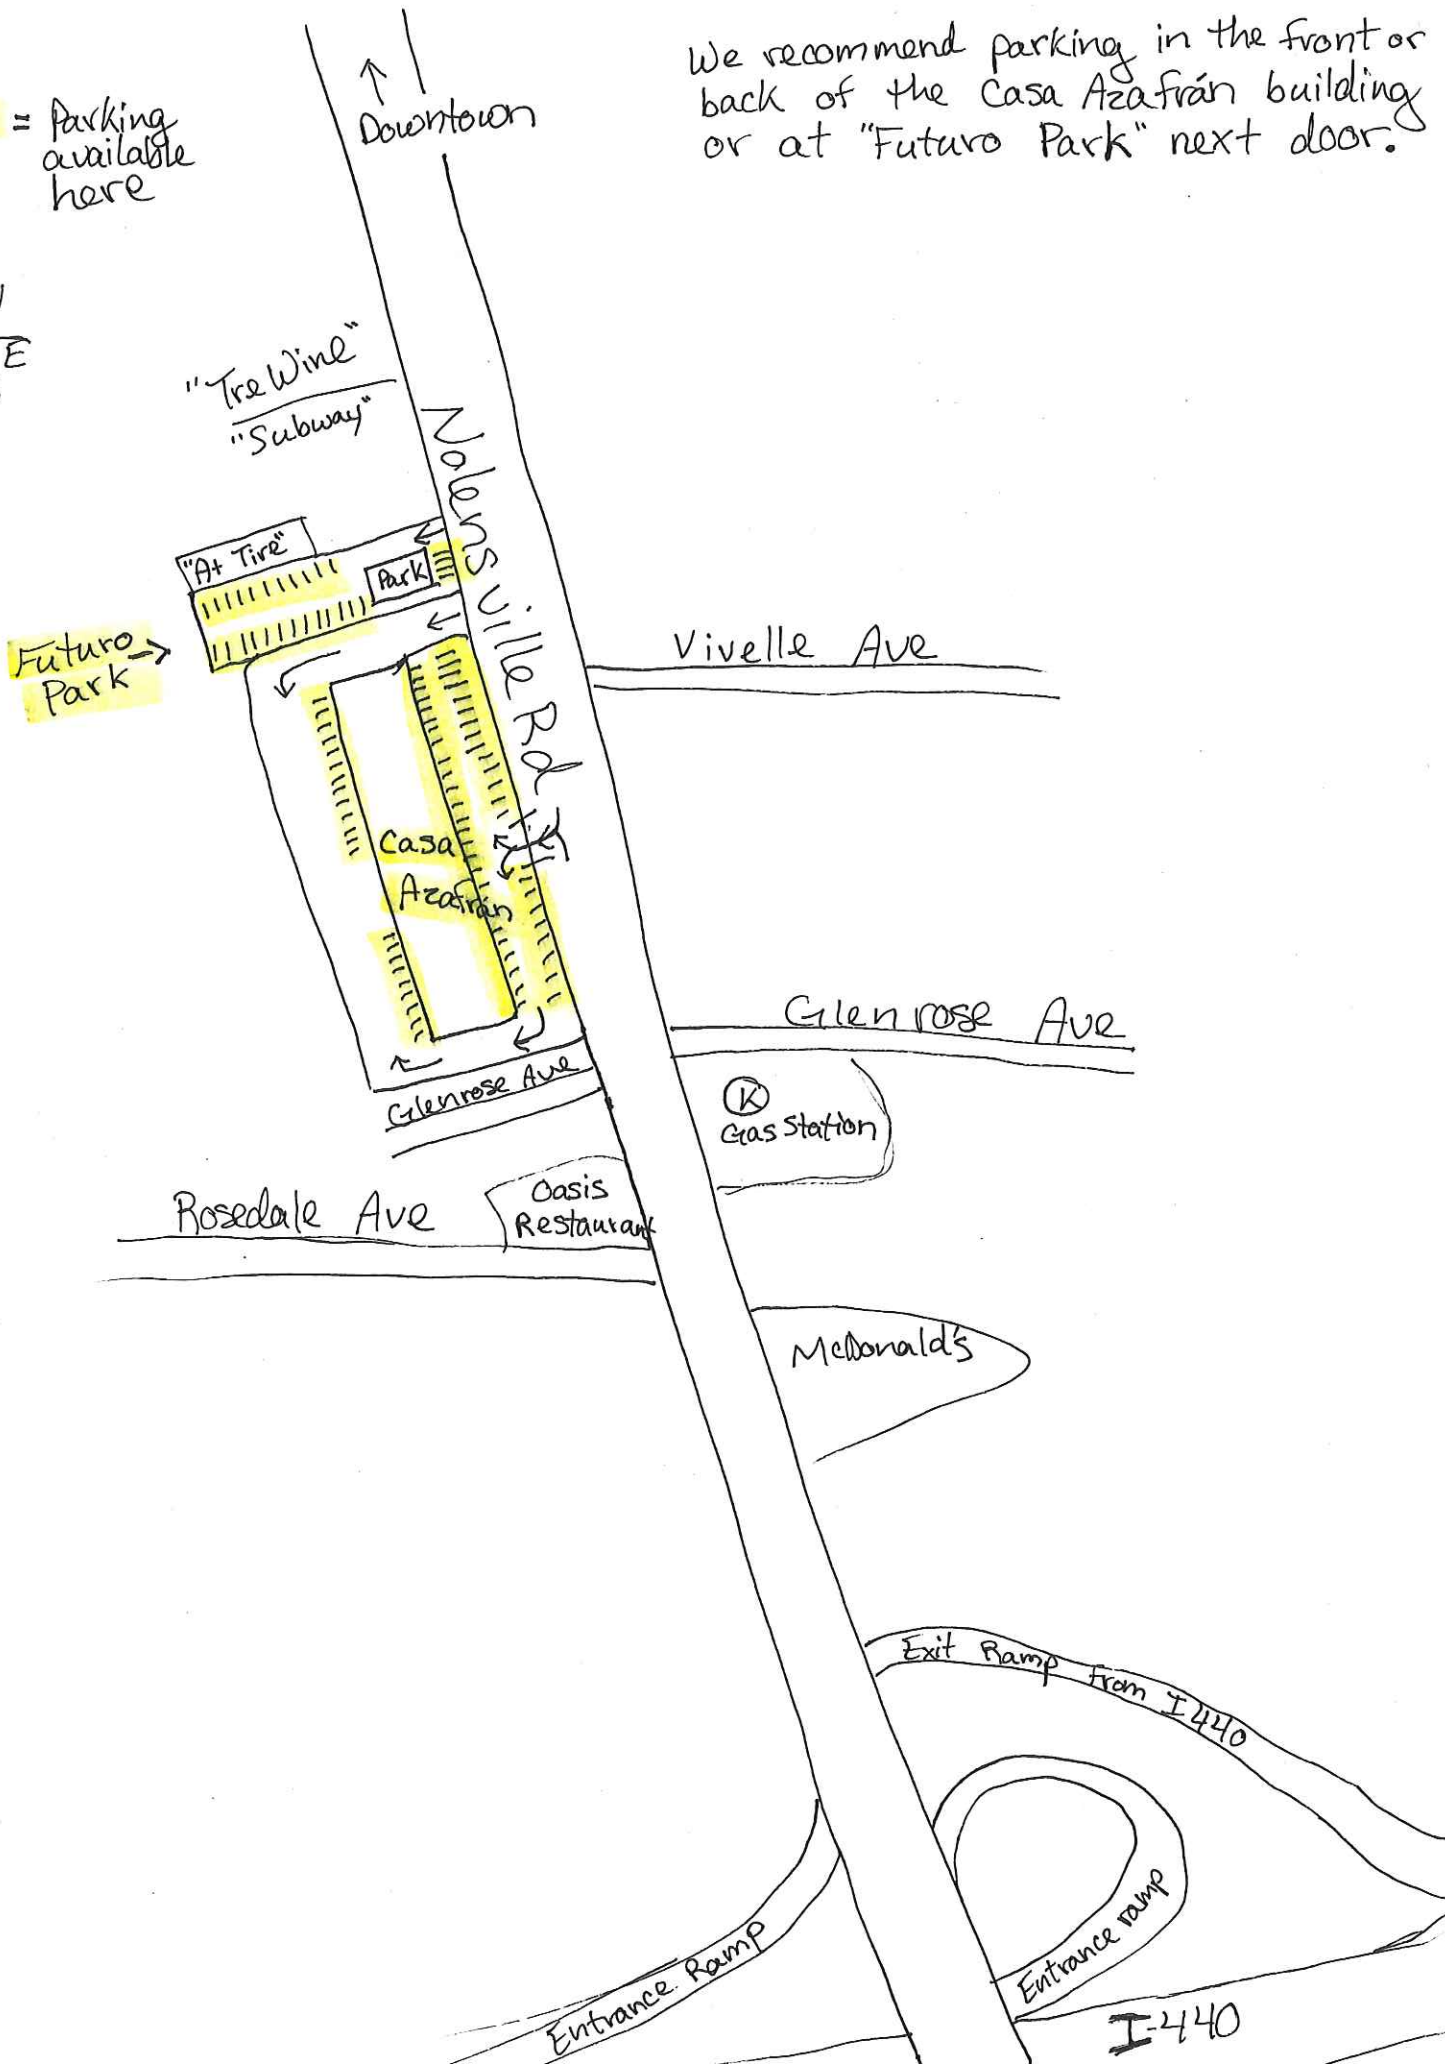 We recommend parking in the front or
back of the Casa Azafrán building
or at "Futuro Park" next door.
= Parking
available
here
Downtown
E
"Tre Wine"
"Subway"
Nolensville Rd
"A+ Tire"
Park
Futuro
Park
Vivelle Ave
Casa
Azafrán
Glenrose Ave
Glenrose Ave
K
Gas Station
Rosedale Ave
Oasis
Restaurant
McDonald's
Exit Ramp from I440
Entrance Ramp
Entrance ramp
I-440